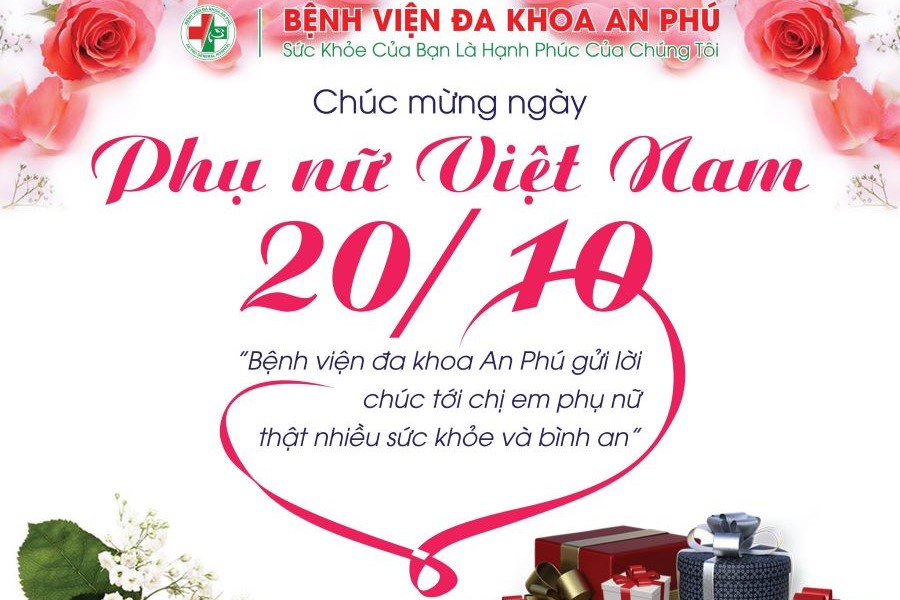 BỆNH VIỆN ĐA KHOA AN PHÚ
Sức Khỏe Của Bạn Là Hạnh Phúc Của Chúng Tôi
Chúc mừng ngày
Phụ nữ Việt Nam
20/10
"Bệnh viện đa khoa An Phú gửi lời
chúc tới chị em phụ nữ
thật nhiều sức khỏe và bình an"